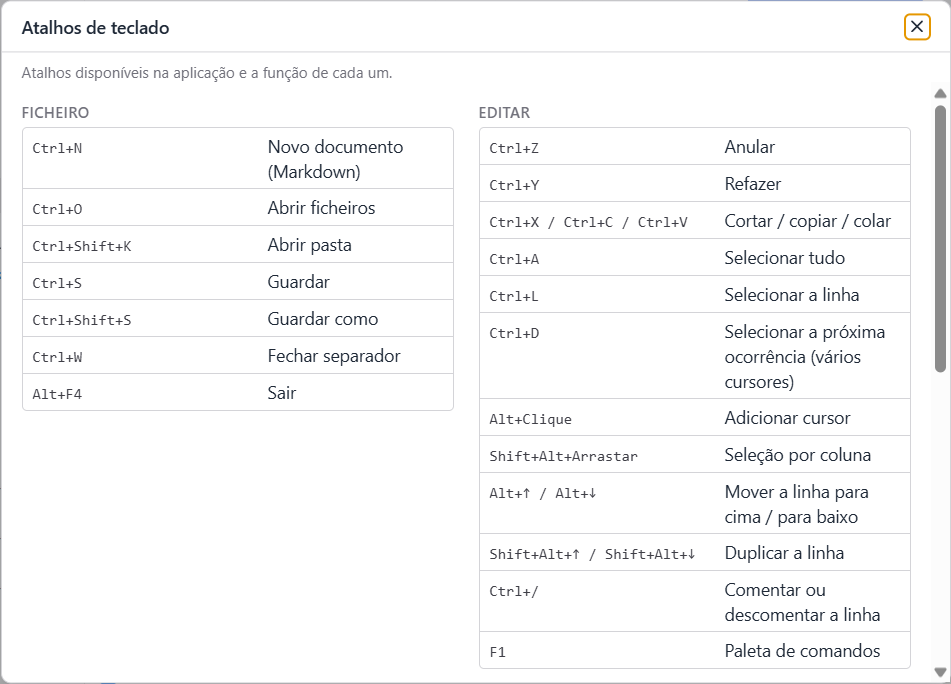 Atalhos de teclado
Atalhos disponíveis na aplicação e a função de cada um.
FICHEIRO
Ctrl+N Novo documento
(Markdown)
Ctrl+O Abrir ficheiros
Ctrl+Shift+K Abrir pasta
Ctrl+S Guardar
Ctrl+Shift+S Guardar como
Ctrl+W Fechar separador
Alt+F4 Sair
EDITAR
Ctrl+Z Anular
Ctrl+Y Refazer
Ctrl+X / Ctrl+C / Ctrl+V Cortar / copiar / colar
Ctrl+A Selecionar tudo
Ctrl+L Selecionar a linha
Ctrl+D Selecionar a próxima
ocorrência (vários
cursores)
Alt+Clique Adicionar cursor
Shift+Alt+Arrastar Seleção por coluna
Alt+↑ / Alt+↓ Mover a linha para
cima / para baixo
Shift+Alt+↑ / Shift+Alt+↓ Duplicar a linha
Ctrl+/ Comentar ou
descomentar a linha
F1 Paleta de comandos